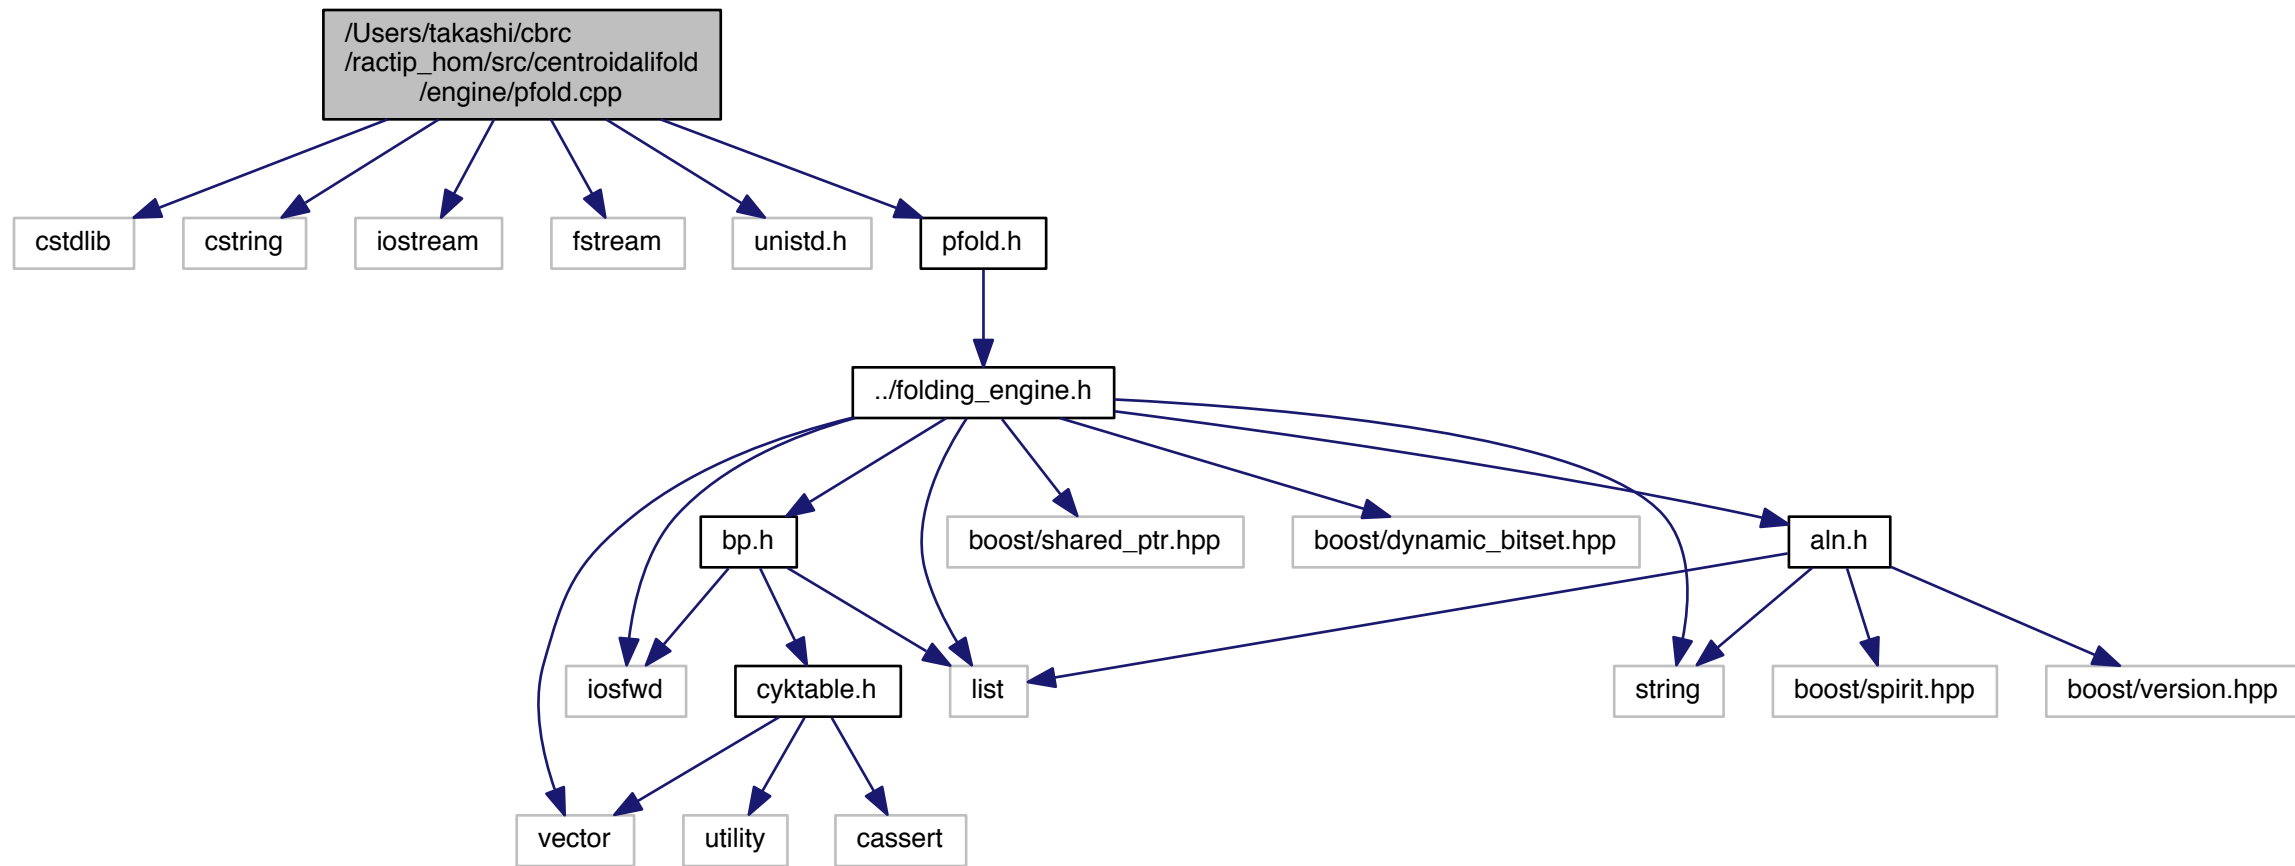 /Users/takashi/cbrc
/ractip_hom/src/centroidalifold
/engine/pfold.cpp
cstdlib
cstring
iostream
fstream
unistd.h
pfold.h
../folding_engine.h
bp.h
boost/shared_ptr.hpp
boost/dynamic_bitset.hpp
aln.h
iosfwd
cyktable.h
list
string
boost/spirit.hpp
boost/version.hpp
vector
utility
cassert